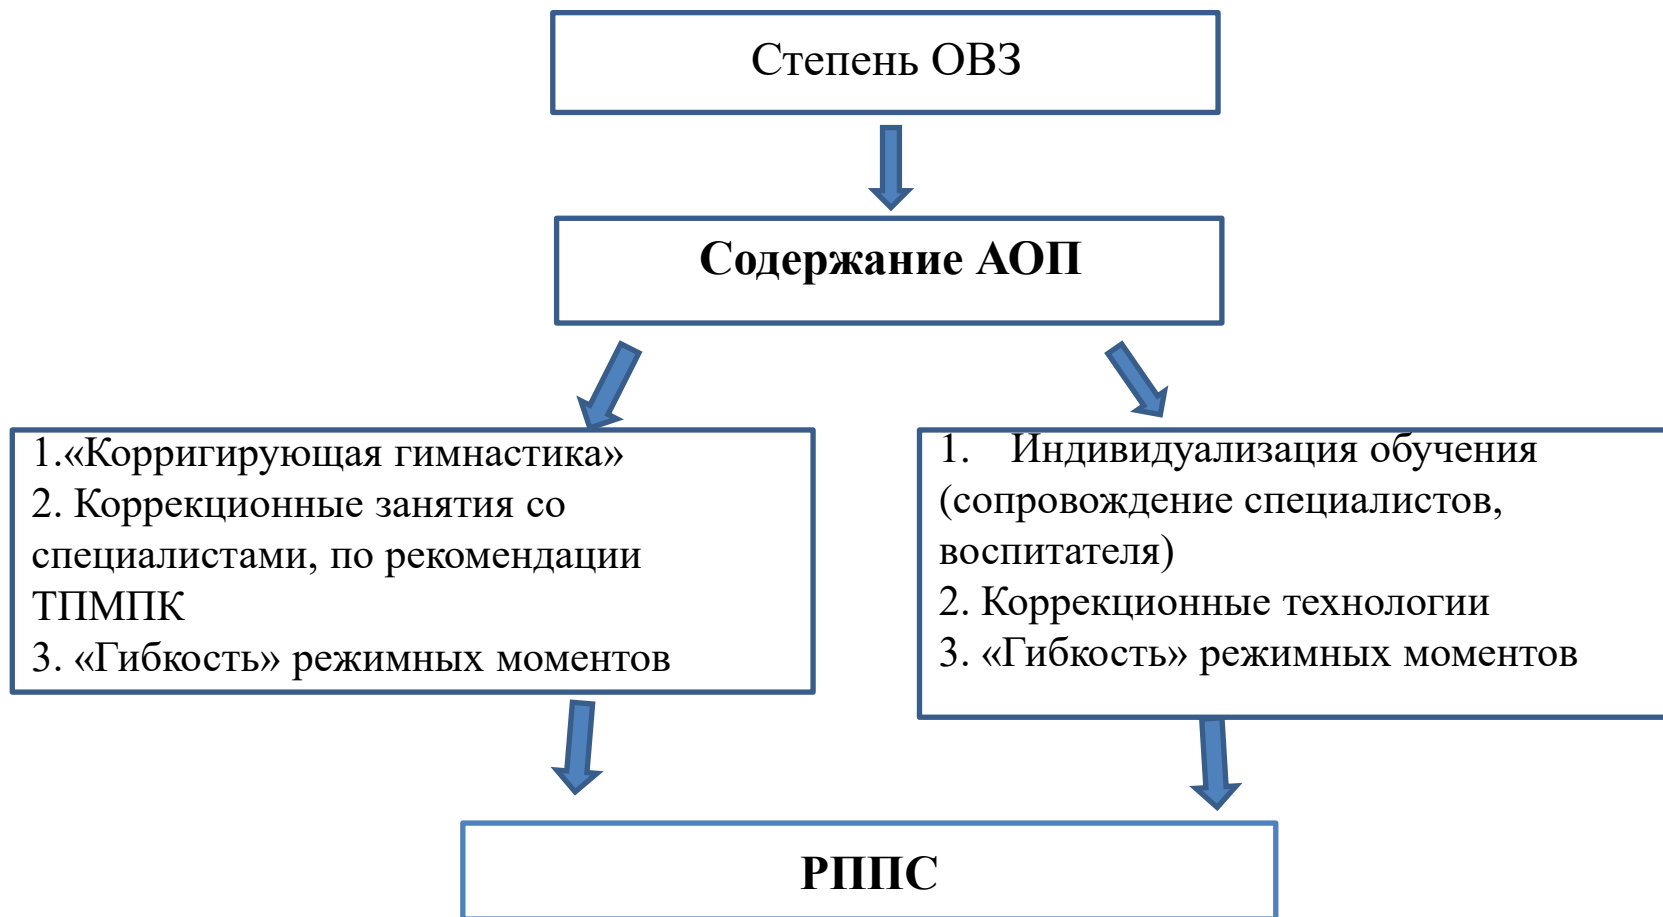 Степень ОВЗ
Содержание АОП
1.«Корригирующая гимнастика»
2. Коррекционные занятия со
специалистами, по рекомендации
ТПМПК
3. «Гибкость» режимных моментов
1. Индивидуализация обучения
(сопровождение специалистов,
воспитателя)
2. Коррекционные технологии
3. «Гибкость» режимных моментов
РППС